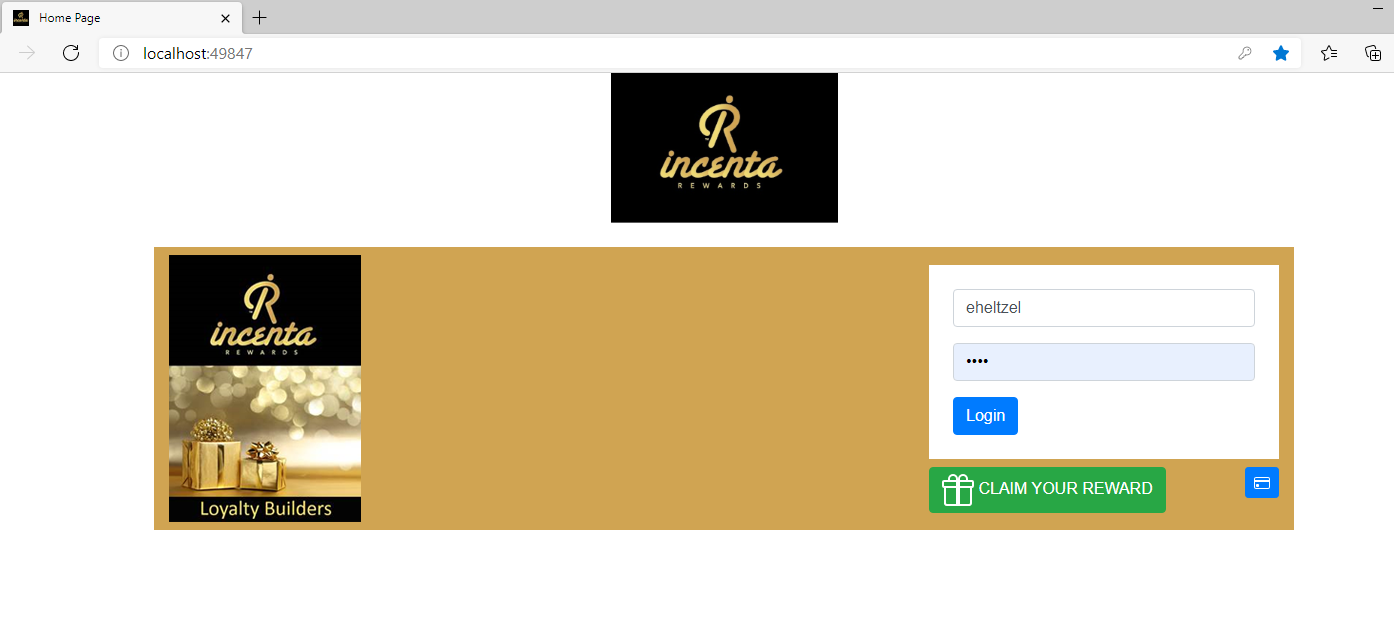 Home Page
localhost:49847
incenta
REWARDS
incenta
REWARDS
Loyalty Builders
eheltzel
••••
Login
CLAIM YOUR REWARD